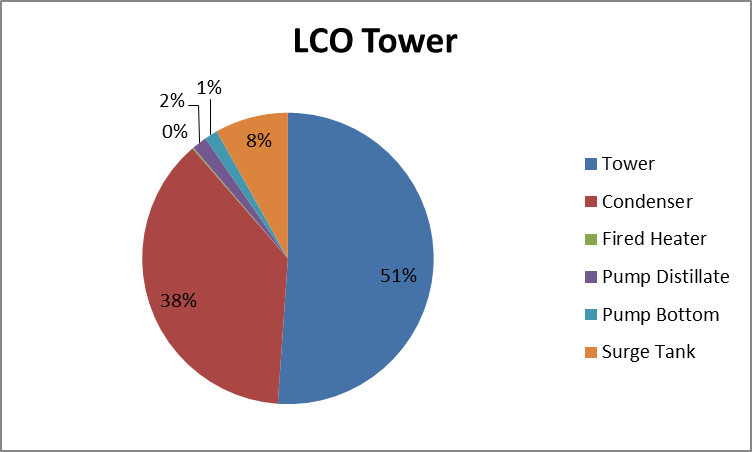 LCO Tower
1%
2%
0%
8%
51%
38%
Tower
Condenser
Fired Heater
Pump Distillate
Pump Bottom
Surge Tank